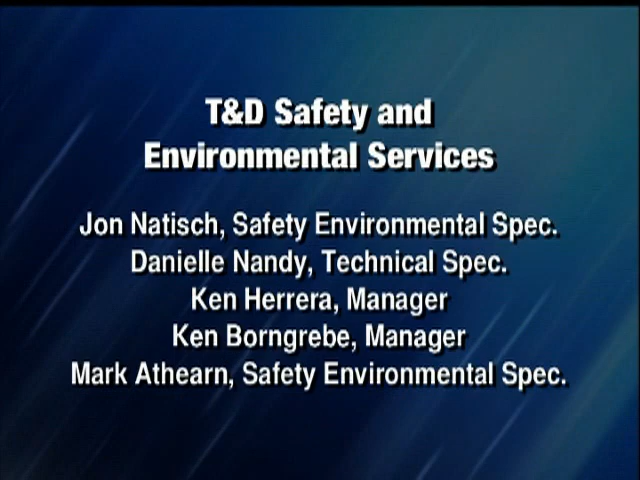 T&D Safety and
Environmental Services
Jon Natisch, Safety Environmental Spec.
Danielle Nandy, Technical Spec.
Ken Herrera, Manager
Ken Borngrebe, Manager
Mark Athearn, Safety Environmental Spec.